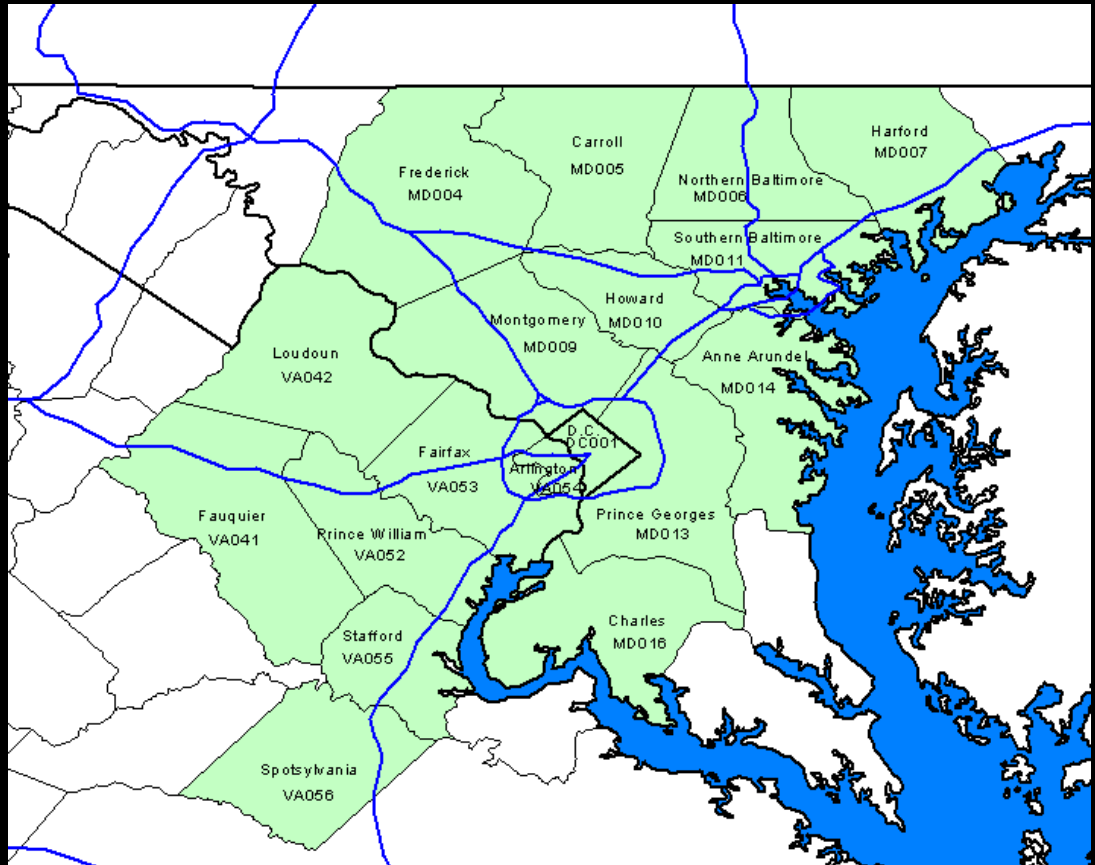 Harford
MD007
Carroll
MD005
Frederick
MD004
Northern Baltimore
MD006
Southern Baltimore
MD011
Howard
MD010
Montgomery
MD009
Loudoun
VA042
Anne Arundel
MD014
D.C.
DC001
Fairfax
VA053
Arlington
VA054
Fauquier
VA041
Prince William
VA052
Prince Georges
MD013
Charles
MD016
Stafford
VA055
Spotsylvania
VA056